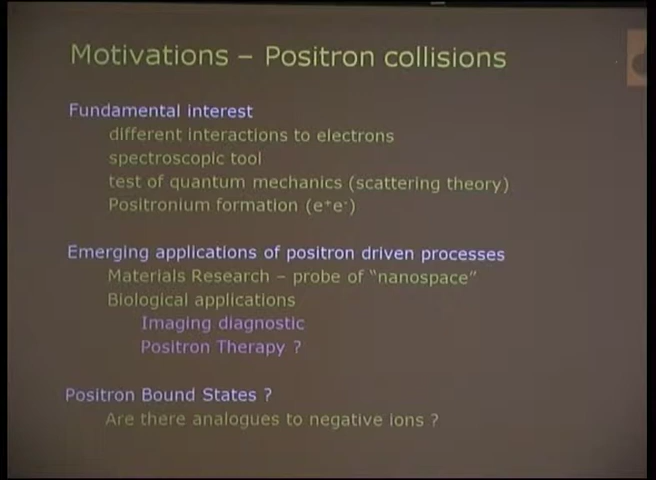 Motivations – Positron collisions
Fundamental interest
different interactions to electrons
spectroscopic tool
test of quantum mechanics (scattering theory)
Positronium formation (e⁺e⁻)
Emerging applications of positron driven processes
Materials Research – probe of “nanospace”
Biological applications
Imaging diagnostic
Positron Therapy ?
Positron Bound States ?
Are there analogues to negative ions ?